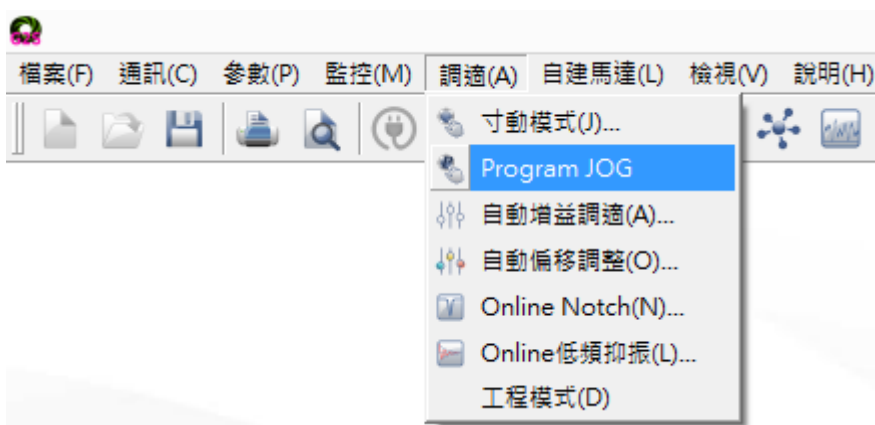 檔案(F) 通訊(C) 參數(P) 監控(M) 調適(A) 自建馬達(L) 檢視(V) 說明(H)
寸動模式(J)...
Program JOG
自動增益調適(A)...
自動偏移調整(O)...
Online Notch(N)...
Online低頻抑振(L)...
工程模式(D)